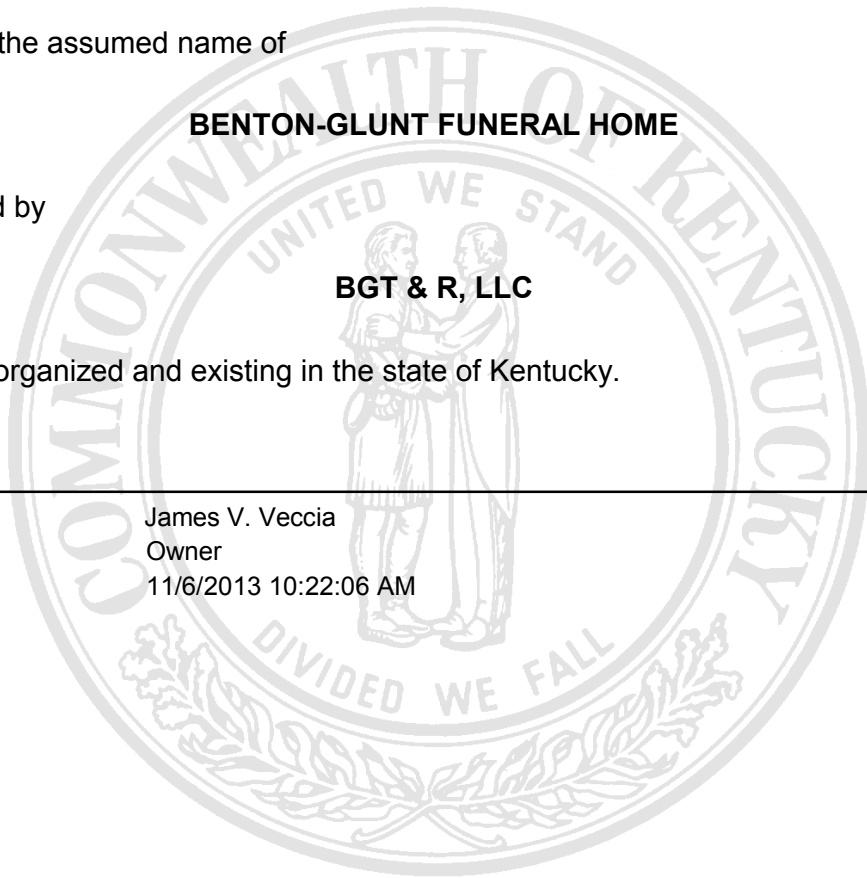 the assumed name of
BENTON-GLUNT FUNERAL HOME
d by
BGT & R, LLC
organized and existing in the state of Kentucky.
James V. Veccia
Owner
11/6/2013 10:22:06 AM
COMMONWEALTH OF KENTUCKY
UNITED WE STAND
DIVIDED WE FALL